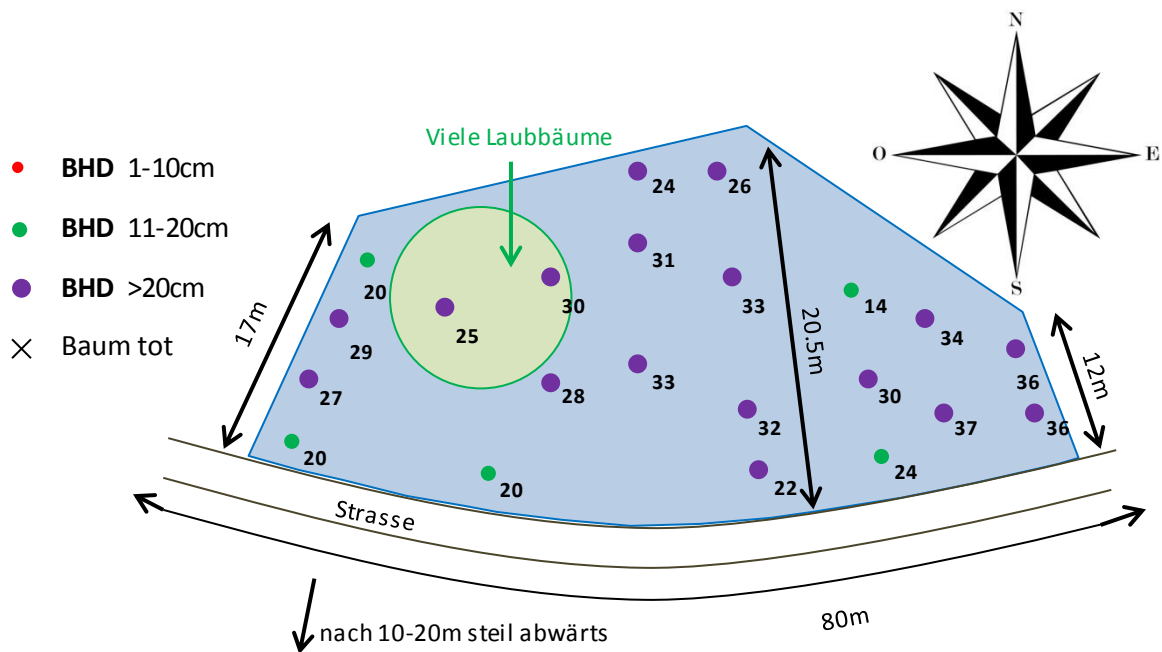 N
O
E
S
BHD 1-10cm
BHD 11-20cm
BHD >20cm
Baum tot
Viele Laubbäume
24
26
31
20
30
33
14
25
34
29
17m
20.5m
36
12m
27
28
33
30
32
37
36
20
20
22
24
Strasse
80m
nach 10-20m steil abwärts